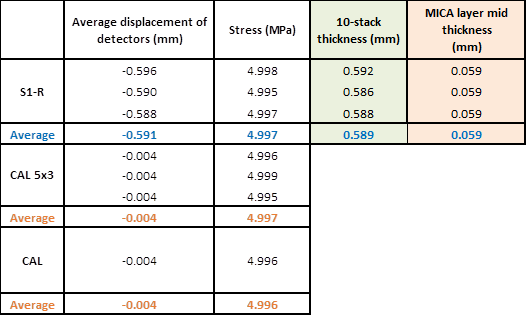 Average displacement of detectors (mm) Stress (MPa) 10-stack thickness (mm) MICA layer mid thickness (mm)
-0.596 4.998 0.592 0.059
S1-R -0.590 4.995 0.586 0.059
-0.588 4.997 0.588 0.059
Average -0.591 4.997 0.589 0.059
-0.004 4.996
CAL 5x3 -0.004 4.999
-0.004 4.995
Average -0.004 4.997
CAL -0.004 4.996
Average -0.004 4.996